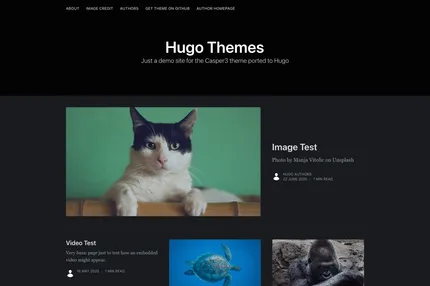 ABOUT IMAGE CREDIT AUTHORS GET THEME ON GITHUB AUTHOR HOMEPAGE
Hugo Themes
Just a demo site for the Casper3 theme ported to Hugo
Image Test
Photo by Manja Vitolic on Unsplash
HUGO AUTHORS
22 JUNE 2020 • 1 MIN READ
Video Test
Very basic page just to test how an embedded
video might appear.
16 MAY 2020 • 1 MIN READ